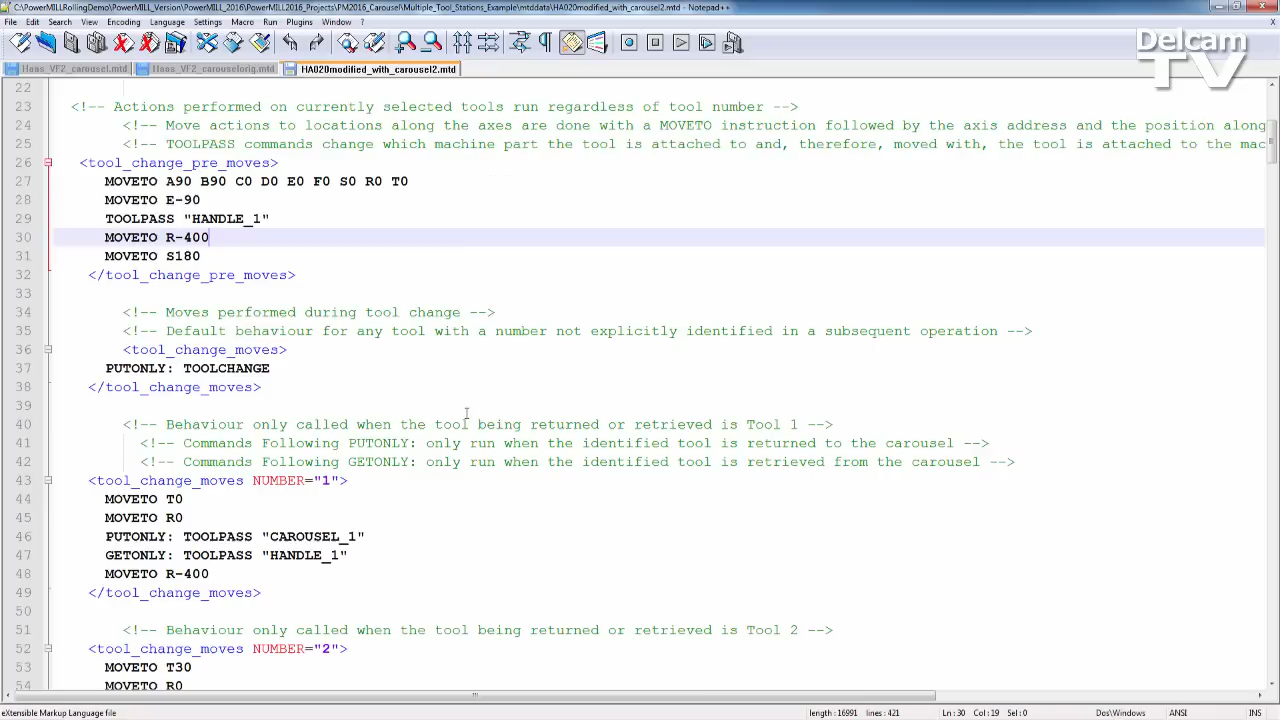 C:\PowerMILLRollingDemo\PowerMILL_Version\PowerMILL_2016\PowerMILL2016_Projects\PM2016_Carousel\Multiple_Tool_Stations_Example\mtddata\HA020modified_with_carousel2.mtd - Notepad++
File Edit Search View Encoding Language Settings Macro Run Plugins Window ? X
Delcam
TV
Haas_VF2_carousel.mtd Haas_VF2_carouselorig.mtd HA020modified_with_carousel2.mtd
22
23 <!-- Actions performed on currently selected tools run regardless of tool number -->
24 <!-- Move actions to locations along the axes are done with a MOVETO instruction followed by the axis address and the position along
25 <!-- TOOLPASS commands change which machine part the tool is attached to and, therefore, moved with, the tool is attached to the mac
26 <tool_change_pre_moves>
27 MOVETO A90 B90 C0 D0 E0 F0 S0 R0 T0
28 MOVETO E-90
29 TOOLPASS "HANDLE_1"
30 MOVETO R-400
31 MOVETO S180
32 </tool_change_pre_moves>
33
34 <!-- Moves performed during tool change -->
35 <!-- Default behaviour for any tool with a number not explicitly identified in a subsequent operation -->
36 <tool_change_moves>
37 PUTONLY: TOOLCHANGE
38 </tool_change_moves>
39
40 <!-- Behaviour only called when the tool being returned or retrieved is Tool 1 -->
41 <!-- Commands Following PUTONLY: only run when the identified tool is returned to the carousel -->
42 <!-- Commands Following GETONLY: only run when the identified tool is retrieved from the carousel -->
43 <tool_change_moves NUMBER="1">
44 MOVETO T0
45 MOVETO R0
46 PUTONLY: TOOLPASS "CAROUSEL_1"
47 GETONLY: TOOLPASS "HANDLE_1"
48 MOVETO R-400
49 </tool_change_moves>
50
51 <!-- Behaviour only called when the tool being returned or retrieved is Tool 2 -->
52 <tool_change_moves NUMBER="2">
53 MOVETO T30
54 MOVETO R0
eXtensible Markup Language file length : 16991 lines : 421 Ln : 30 Col : 19 Sel : 0 Dos\Windows ANSI INS